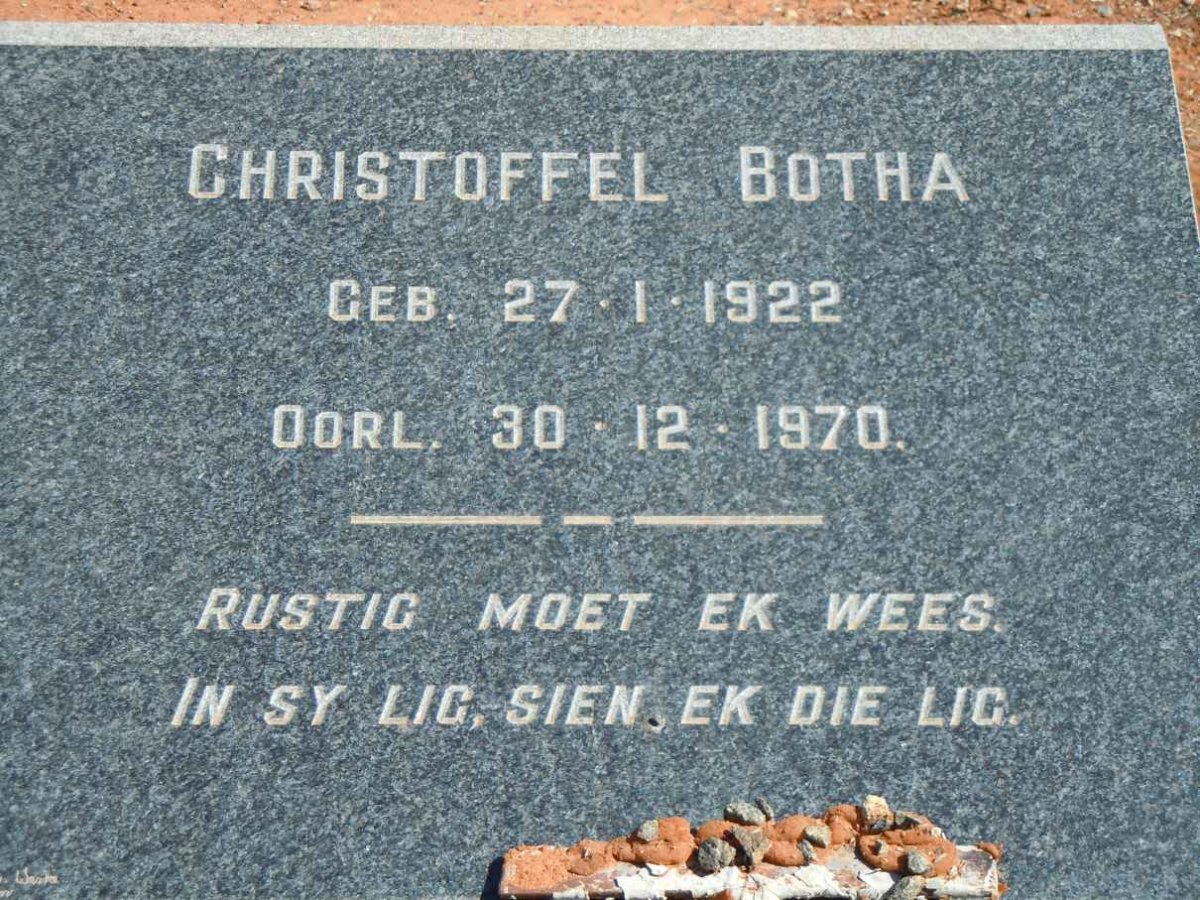 CHRISTOFFEL BOTHA
GEB. 27·1·1922
OORL. 30·12·1970.
RUSTIG MOET EK WEES.
IN SY LIG, SIEN, EK DIE LIG.